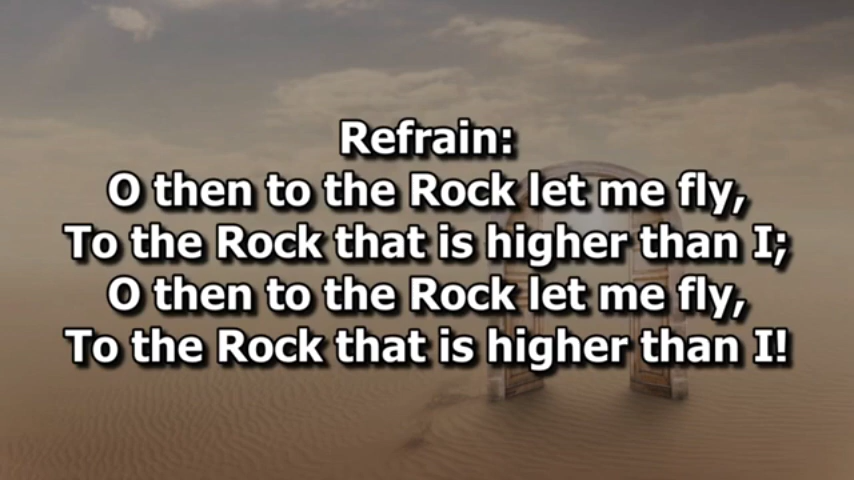 Refrain:
O then to the Rock let me fly,
To the Rock that is higher than I;
O then to the Rock let me fly,
To the Rock that is higher than I!